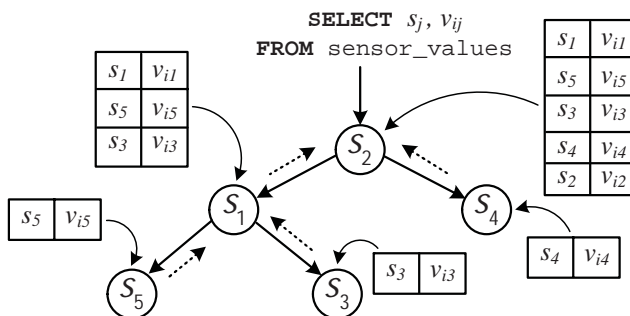 SELECT s_j, v_ij
FROM sensor_values
s_1 v_i1
s_5 v_i5
s_3 v_i3
s_1 v_i1
s_5 v_i5
s_3 v_i3
s_4 v_i4
s_2 v_i2
S_2
S_1
S_4
s_5 v_i5
s_4 v_i4
s_3 v_i3
S_5
S_3